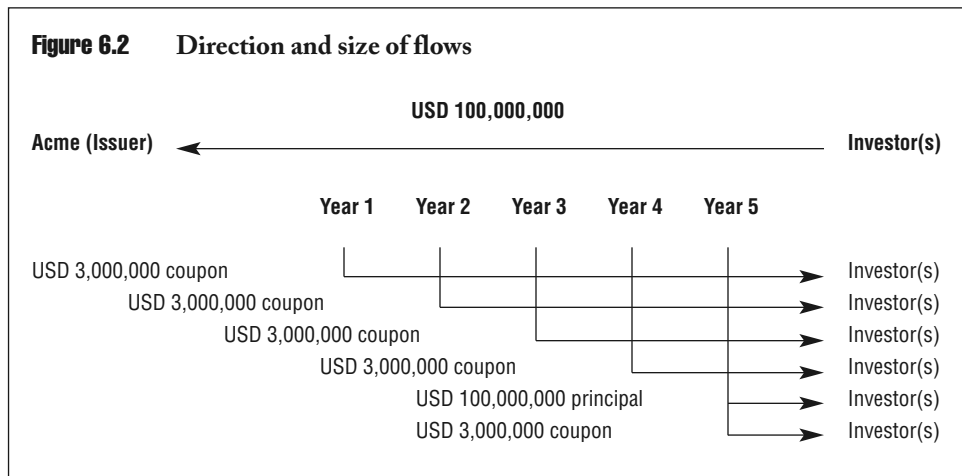 Figure 6.2 Direction and size of flows
USD 100,000,000
Acme (Issuer) Investor(s)
Year 1 Year 2 Year 3 Year 4 Year 5
USD 3,000,000 coupon Investor(s)
USD 3,000,000 coupon Investor(s)
USD 3,000,000 coupon Investor(s)
USD 3,000,000 coupon Investor(s)
USD 100,000,000 principal Investor(s)
USD 3,000,000 coupon Investor(s)